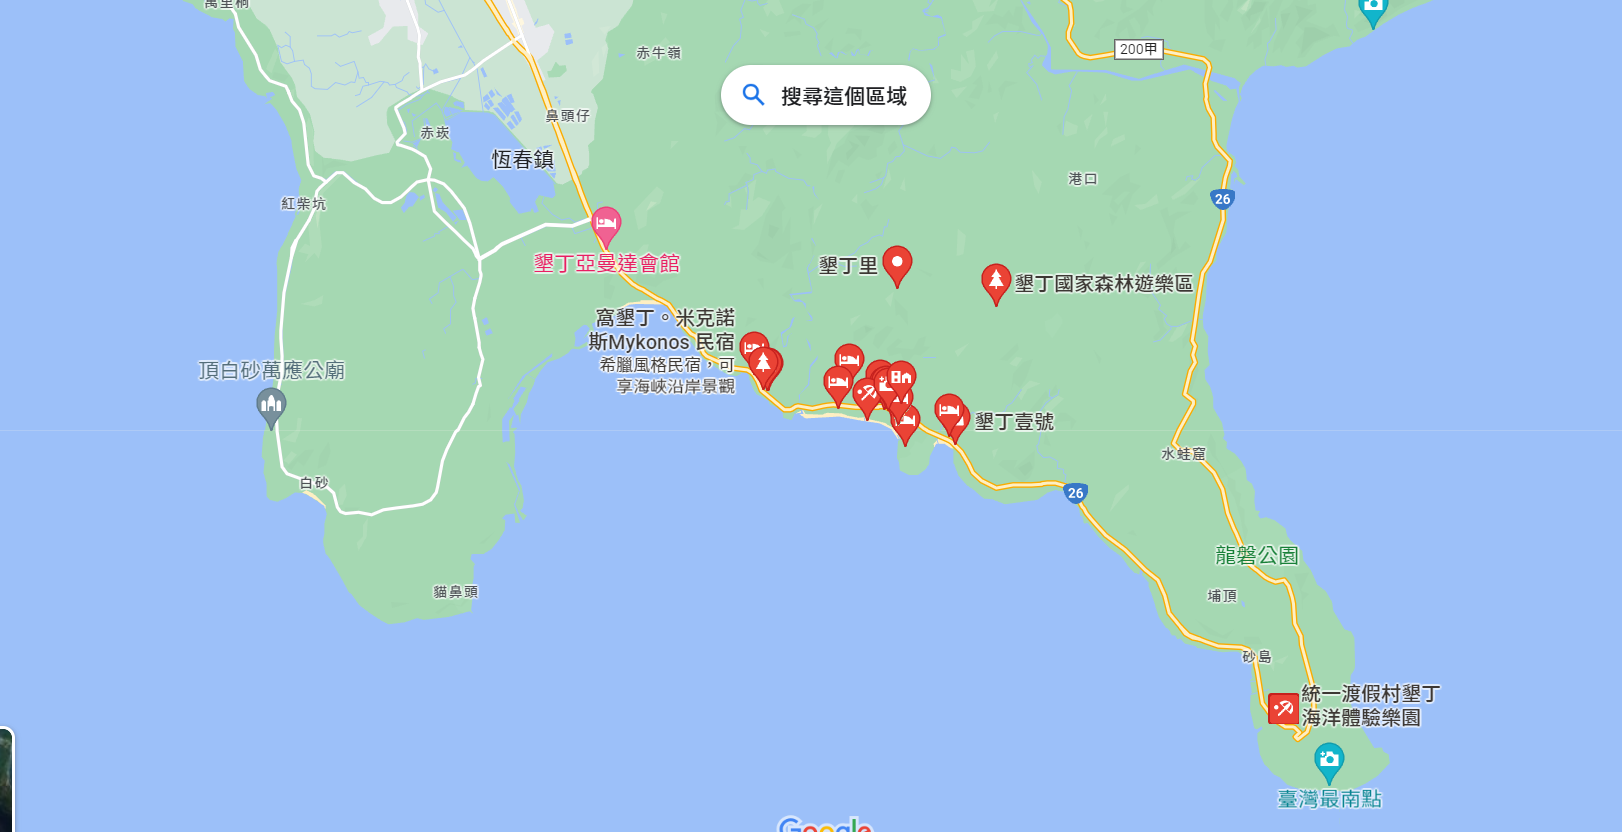 萬里桐
200甲
赤牛嶺
搜尋這個區域
鼻頭仔
赤崁
恆春鎮
港口
26
紅柴坑
墾丁亞曼達會館
墾丁里
墾丁國家森林遊樂區
窩墾丁。米克諾
斯Mykonos 民宿
希臘風格民宿，可
享海峽沿岸景觀
頂白砂萬應公廟
墾丁壹號
水蛙窟
白砂
26
龍磐公園
貓鼻頭
埔頂
砂島
統一渡假村墾丁
海洋體驗樂園
臺灣最南點
Google